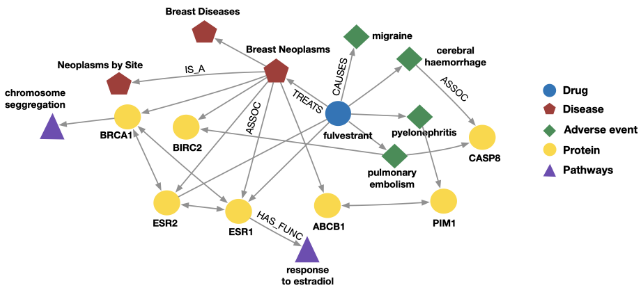 Breast Diseases
migraine
Breast Neoplasms
cerebral
haemorrhage
Neoplasms by Site
IS_A
CAUSES
ASSOC
chromosome
seggregation
TREATS
Drug
Disease
Adverse event
Protein
Pathways
BRCA1
BIRC2
ASSOC
fulvestrant
pyelonephritis
CASP8
pulmonary
embolism
ESR2
ESR1
HAS_FUNC
ABCB1
PIM1
response
to estradiol